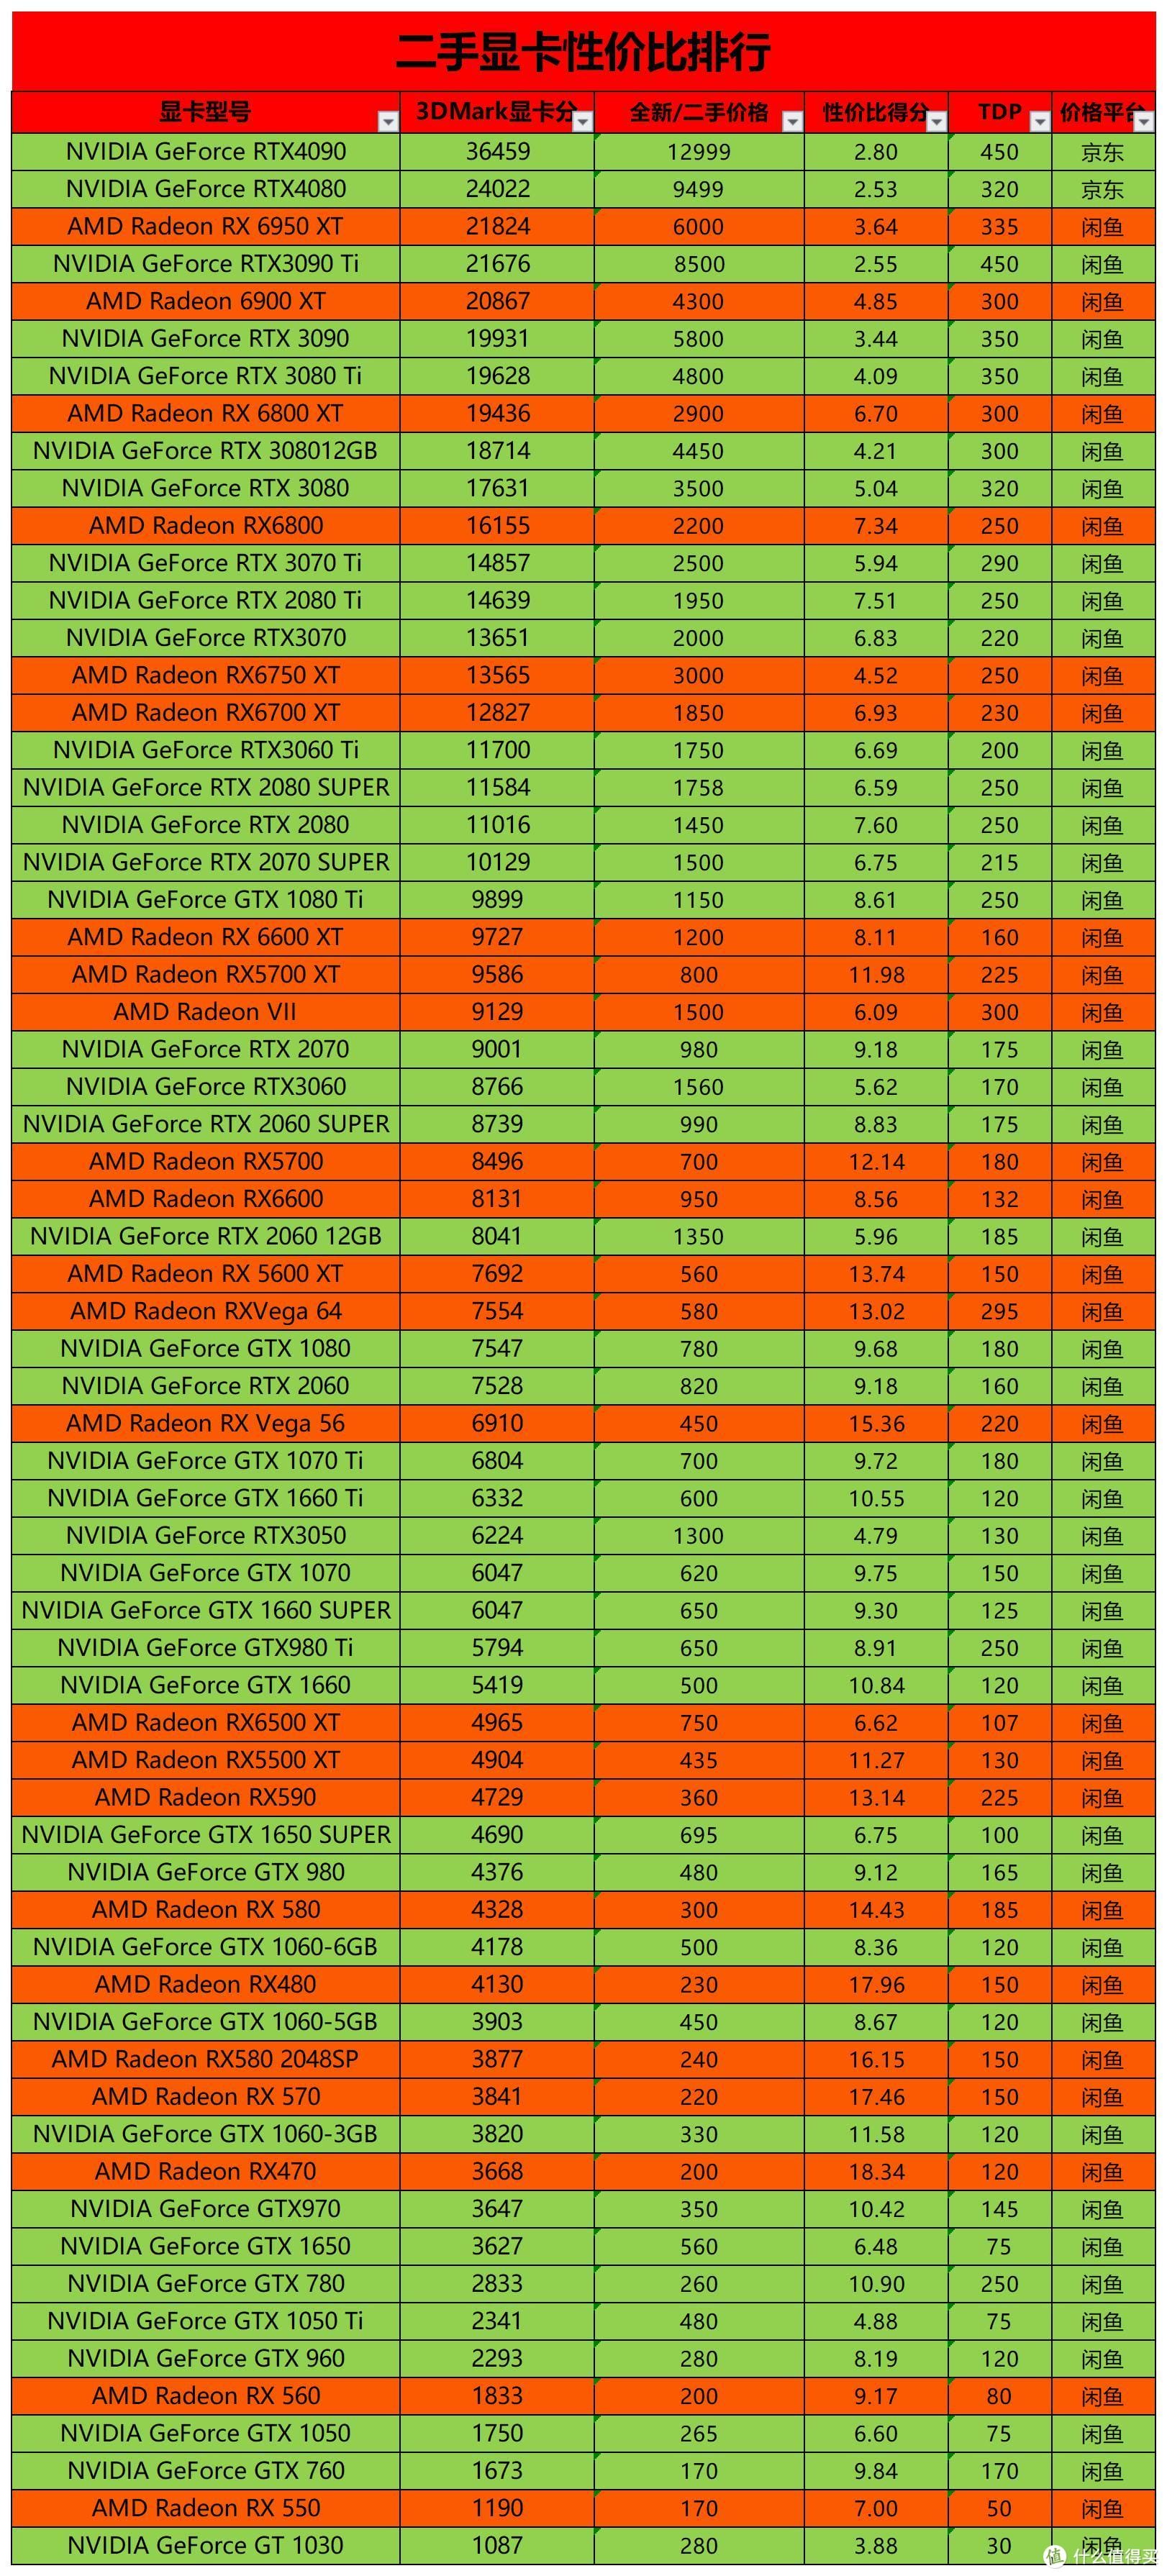 二手显卡性价比排行
显卡型号 3DMark显卡分 全新/二手价格 性价比得分 TDP 价格平台
NVIDIA GeForce RTX4090 36459 12999 2.80 450 京东
NVIDIA GeForce RTX4080 24022 9499 2.53 320 京东
AMD Radeon RX 6950 XT 21824 6000 3.64 335 闲鱼
NVIDIA GeForce RTX3090 Ti 21676 8500 2.55 450 闲鱼
AMD Radeon 6900 XT 20867 4300 4.85 300 闲鱼
NVIDIA GeForce RTX 3090 19931 5800 3.44 350 闲鱼
NVIDIA GeForce RTX 3080 Ti 19628 4800 4.09 350 闲鱼
AMD Radeon RX 6800 XT 19436 2900 6.70 300 闲鱼
NVIDIA GeForce RTX 308012GB 18714 4450 4.21 300 闲鱼
NVIDIA GeForce RTX 3080 17631 3500 5.04 320 闲鱼
AMD Radeon RX6800 16155 2200 7.34 250 闲鱼
NVIDIA GeForce RTX 3070 Ti 14857 2500 5.94 290 闲鱼
NVIDIA GeForce RTX 2080 Ti 14639 1950 7.51 250 闲鱼
NVIDIA GeForce RTX3070 13651 2000 6.83 220 闲鱼
AMD Radeon RX6750 XT 13565 3000 4.52 250 闲鱼
AMD Radeon RX6700 XT 12827 1850 6.93 230 闲鱼
NVIDIA GeForce RTX3060 Ti 11700 1750 6.69 200 闲鱼
NVIDIA GeForce RTX 2080 SUPER 11584 1758 6.59 250 闲鱼
NVIDIA GeForce RTX 2080 11016 1450 7.60 250 闲鱼
NVIDIA GeForce RTX 2070 SUPER 10129 1500 6.75 215 闲鱼
NVIDIA GeForce GTX 1080 Ti 9899 1150 8.61 250 闲鱼
AMD Radeon RX 6600 XT 9727 1200 8.11 160 闲鱼
AMD Radeon RX5700 XT 9586 800 11.98 225 闲鱼
AMD Radeon VII 9129 1500 6.09 300 闲鱼
NVIDIA GeForce RTX 2070 9001 980 9.18 175 闲鱼
NVIDIA GeForce RTX3060 8766 1560 5.62 170 闲鱼
NVIDIA GeForce RTX 2060 SUPER 8739 990 8.83 175 闲鱼
AMD Radeon RX5700 8496 700 12.14 180 闲鱼
AMD Radeon RX6600 8131 950 8.56 132 闲鱼
NVIDIA GeForce RTX 2060 12GB 8041 1350 5.96 185 闲鱼
AMD Radeon RX 5600 XT 7692 560 13.74 150 闲鱼
AMD Radeon RXVega 64 7554 580 13.02 295 闲鱼
NVIDIA GeForce GTX 1080 7547 780 9.68 180 闲鱼
NVIDIA GeForce RTX 2060 7528 820 9.18 160 闲鱼
AMD Radeon RX Vega 56 6910 450 15.36 220 闲鱼
NVIDIA GeForce GTX 1070 Ti 6804 700 9.72 180 闲鱼
NVIDIA GeForce GTX 1660 Ti 6332 600 10.55 120 闲鱼
NVIDIA GeForce RTX3050 6224 1300 4.79 130 闲鱼
NVIDIA GeForce GTX 1070 6047 620 9.75 150 闲鱼
NVIDIA GeForce GTX 1660 SUPER 6047 650 9.30 125 闲鱼
NVIDIA GeForce GTX980 Ti 5794 650 8.91 250 闲鱼
NVIDIA GeForce GTX 1660 5419 500 10.84 120 闲鱼
AMD Radeon RX6500 XT 4965 750 6.62 107 闲鱼
AMD Radeon RX5500 XT 4904 435 11.27 130 闲鱼
AMD Radeon RX590 4729 360 13.14 225 闲鱼
NVIDIA GeForce GTX 1650 SUPER 4690 695 6.75 100 闲鱼
NVIDIA GeForce GTX 980 4376 480 9.12 165 闲鱼
AMD Radeon RX 580 4328 300 14.43 185 闲鱼
NVIDIA GeForce GTX 1060-6GB 4178 500 8.36 120 闲鱼
AMD Radeon RX480 4130 230 17.96 150 闲鱼
NVIDIA GeForce GTX 1060-5GB 3903 450 8.67 120 闲鱼
AMD Radeon RX580 2048SP 3877 240 16.15 150 闲鱼
AMD Radeon RX 570 3841 220 17.46 150 闲鱼
NVIDIA GeForce GTX 1060-3GB 3820 330 11.58 120 闲鱼
AMD Radeon RX470 3668 200 18.34 120 闲鱼
NVIDIA GeForce GTX970 3647 350 10.42 145 闲鱼
NVIDIA GeForce GTX 1650 3627 560 6.48 75 闲鱼
NVIDIA GeForce GTX 780 2833 260 10.90 250 闲鱼
NVIDIA GeForce GTX 1050 Ti 2341 480 4.88 75 闲鱼
NVIDIA GeForce GTX 960 2293 280 8.19 120 闲鱼
AMD Radeon RX 560 1833 200 9.17 80 闲鱼
NVIDIA GeForce GTX 1050 1750 265 6.60 75 闲鱼
NVIDIA GeForce GTX 760 1673 170 9.84 170 闲鱼
AMD Radeon RX 550 1190 170 7.00 50 闲鱼
NVIDIA GeForce GT 1030 1087 280 3.88 30 闲鱼
值 什么值得买